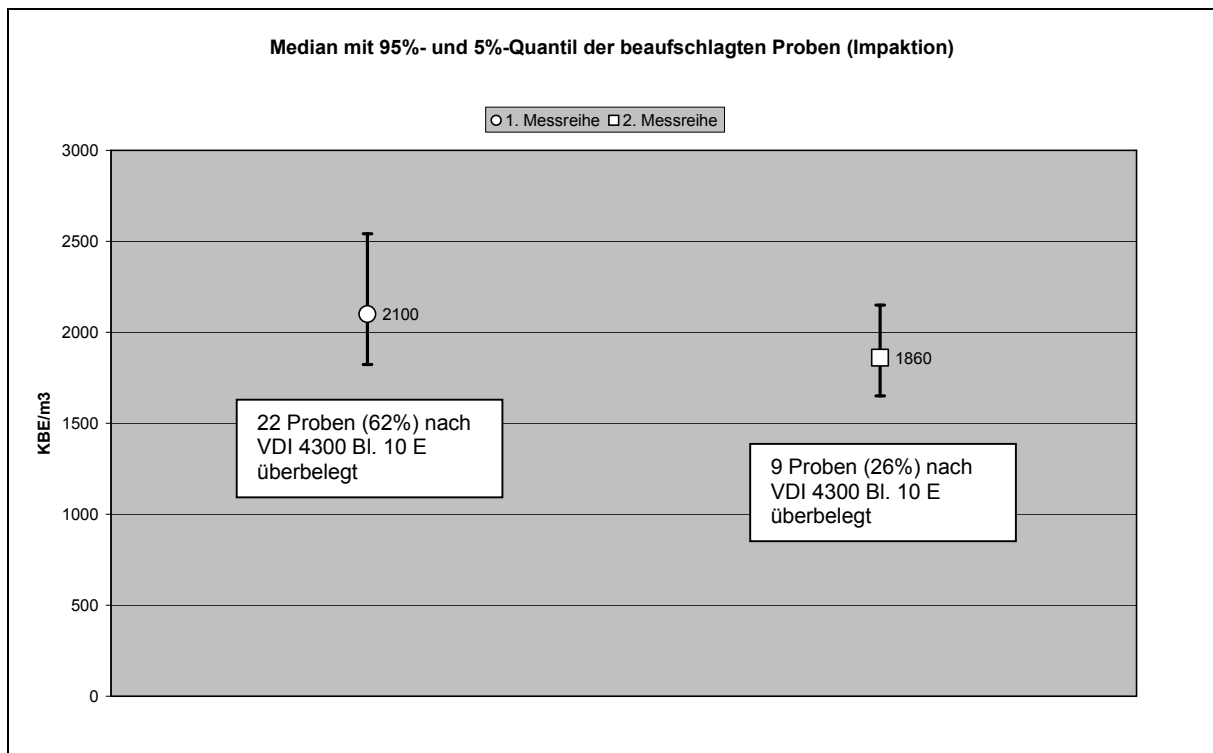 Median mit 95%- und 5%-Quantil der beaufschlagten Proben (Impaktion)
1. Messreihe 2. Messreihe
3000
2500
2000
1500
1000
500
0
KBE/m3
2100
1860
22 Proben (62%) nach
VDI 4300 Bl. 10 E
überbelegt
9 Proben (26%) nach
VDI 4300 Bl. 10 E
überbelegt